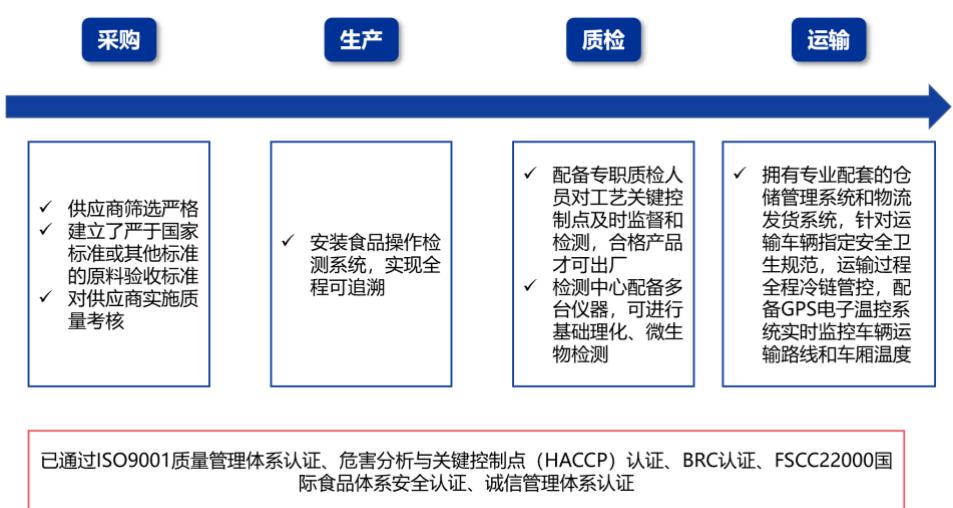 采购
生产
质检
运输
✓ 供应商筛选严格
✓ 建立了严于国家
标准或其他标准
的原料验收标准
✓ 对供应商实施质
量考核
✓ 安装食品操作检
测系统，实现全
程可追溯
✓ 配备专职质检人
员对工艺关键控
制点及时监督和
检测，合格产品
才可出厂
✓ 检测中心配备多
台仪器，可进行
基础理化、微生
物检测
✓ 拥有专业配套的仓
储管理系统和物流
发货系统，针对运
输车辆指定安全卫
生规范，运输过程
全程冷链管控，配
备GPS电子温控系
统实时监控车辆运
输路线和车厢温度
已通过ISO9001质量管理体系认证、危害分析与关键控制点（HACCP）认证、BRC认证、FSCC22000国
际食品体系安全认证、诚信管理体系认证